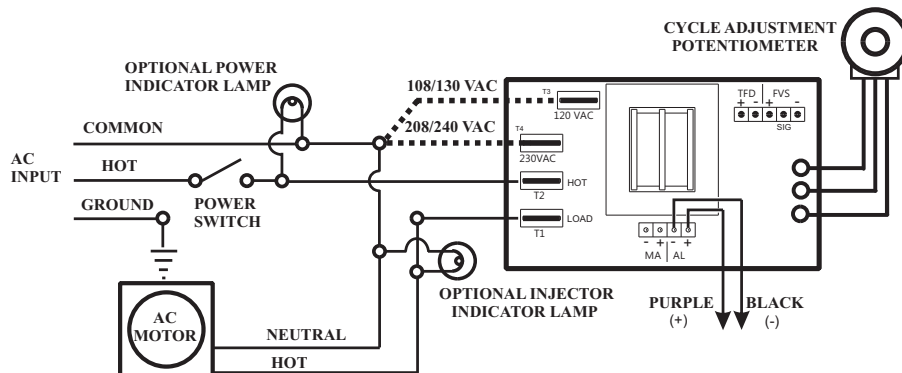 CYCLE ADJUSTMENT
POTENTIOMETER
OPTIONAL POWER
INDICATOR LAMP
108/130 VAC
T3
120 VAC
TFD FVS
+ - + -
SIG
COMMON
208/240 VAC
T4
230VAC
AC
INPUT
HOT
POWER
SWITCH
HOT
T2
GROUND
LOAD
T1
- + - +
MA AL
OPTIONAL INJECTOR
INDICATOR LAMP
PURPLE
(+)
BLACK
(-)
AC
MOTOR
NEUTRAL
HOT